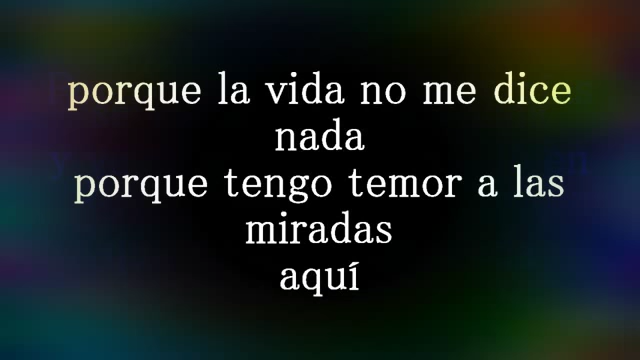 porque la vida no me dice
nada
porque tengo temor a las
miradas
aquí